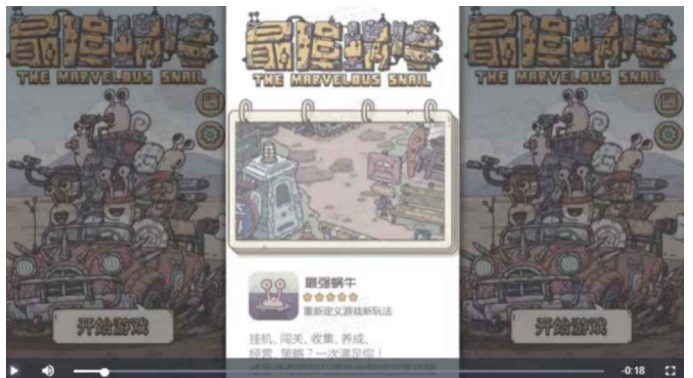 最强蜗牛
THE MARVELOUS SNAIL
最强蜗牛
THE MARVELOUS SNAIL
最强蜗牛
THE MARVELOUS SNAIL
最强蜗牛
重新定义游戏新玩法
开始游戏
开始游戏
挂机、闯关、收集、养成、
经营、策略?一次满足你!
-0:18